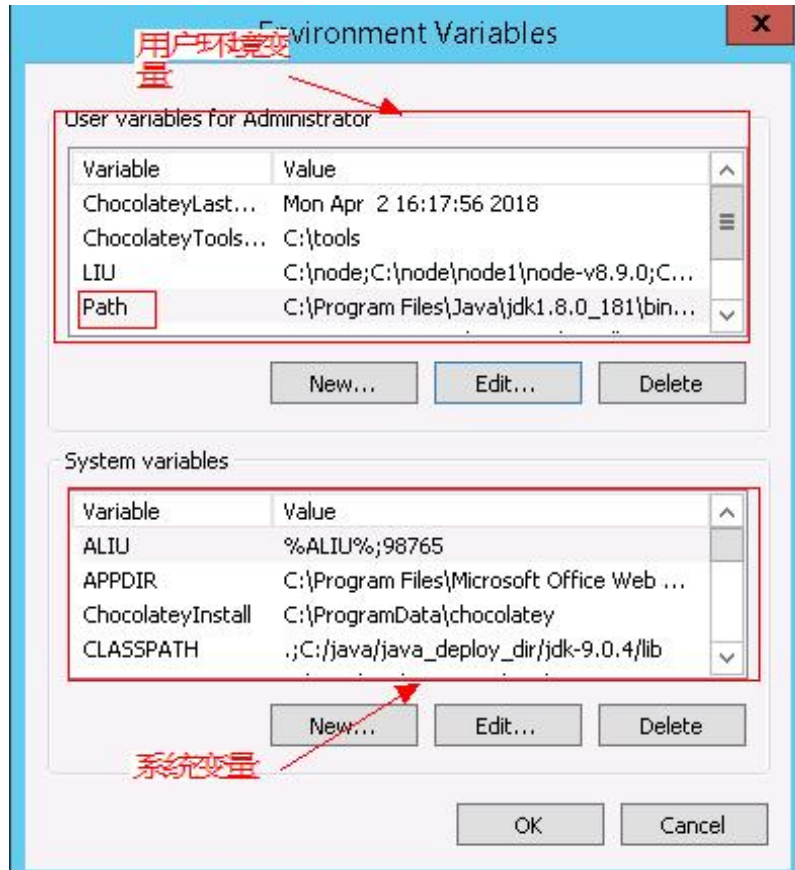 Environment Variables
x
用户环境变
量
User variables for Administrator
Variable Value
ChocolateyLast... Mon Apr 2 16:17:56 2018
ChocolateyTools... C:\tools
LIU C:\node;C:\node\node1\node-v8.9.0;C...
Path C:\Program Files\Java\jdk1.8.0_181\bin...
New... Edit... Delete
System variables
Variable Value
ALIU %ALIU%;98765
APPDIR C:\Program Files\Microsoft Office Web ...
ChocolateyInstall C:\ProgramData\chocolatey
CLASSPATH .;C:/java/java_deploy_dir/jdk-9.0.4/lib
New... Edit... Delete
系统变量
OK Cancel